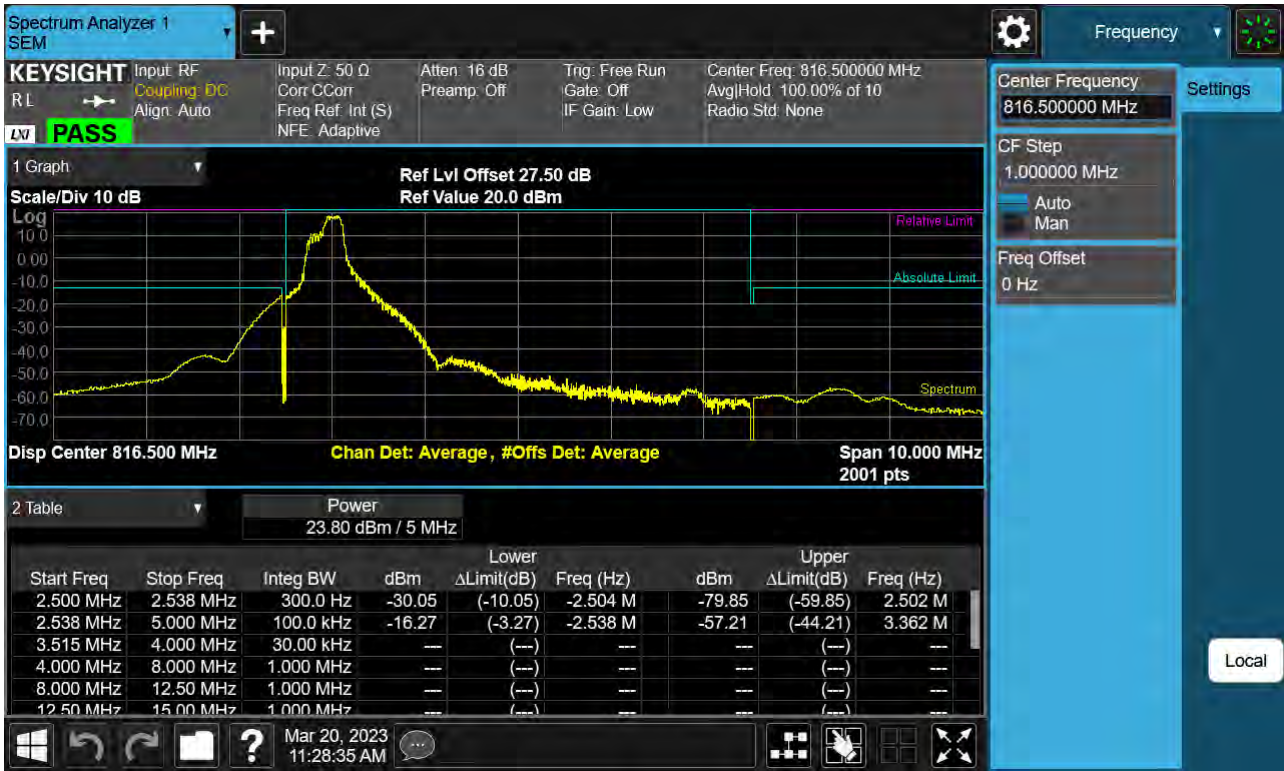 Spectrum Analyzer 1
SEM
Frequency
KEYSIGHT
R L
LXI
PASS
Input: RF
Coupling: DC
Align: Auto
Input Z: 50 Ω
Corr CCorr
Freq Ref: Int (S)
NFE: Adaptive
Atten: 16 dB
Preamp: Off
Trig: Free Run
Gate: Off
IF Gain: Low
Center Freq: 816.500000 MHz
Avg|Hold: 100.00% of 10
Radio Std: None
Center Frequency
816.500000 MHz
Settings
CF Step
1.000000 MHz
Auto
Man
Freq Offset
0 Hz
1 Graph
Scale/Div 10 dB
Ref Lvl Offset 27.50 dB
Ref Value 20.0 dBm
Log
10.0
0.00
-10.0
-20.0
-30.0
-40.0
-50.0
-60.0
-70.0
Relative Limit
Absolute Limit
Spectrum
Disp Center 816.500 MHz
Chan Det: Average , #Offs Det: Average
Span 10.000 MHz
2001 pts
2 Table
Power
23.80 dBm / 5 MHz
Lower Upper
Start Freq Stop Freq Integ BW dBm ΔLimit(dB) Freq (Hz) dBm ΔLimit(dB) Freq (Hz)
2.500 MHz 2.538 MHz 300.0 Hz -30.05 (-10.05) -2.504 M -79.85 (-59.85) 2.502 M
2.538 MHz 5.000 MHz 100.0 kHz -16.27 (-3.27) -2.538 M -57.21 (-44.21) 3.362 M
3.515 MHz 4.000 MHz 30.00 kHz --- (---) --- --- (---) ---
4.000 MHz 8.000 MHz 1.000 MHz --- (---) --- --- (---) ---
8.000 MHz 12.50 MHz 1.000 MHz --- (---) --- --- (---) ---
12.50 MHz 15.00 MHz 1.000 MHz --- (---) --- --- (---) ---
Local
?
Mar 20, 2023
11:28:35 AM